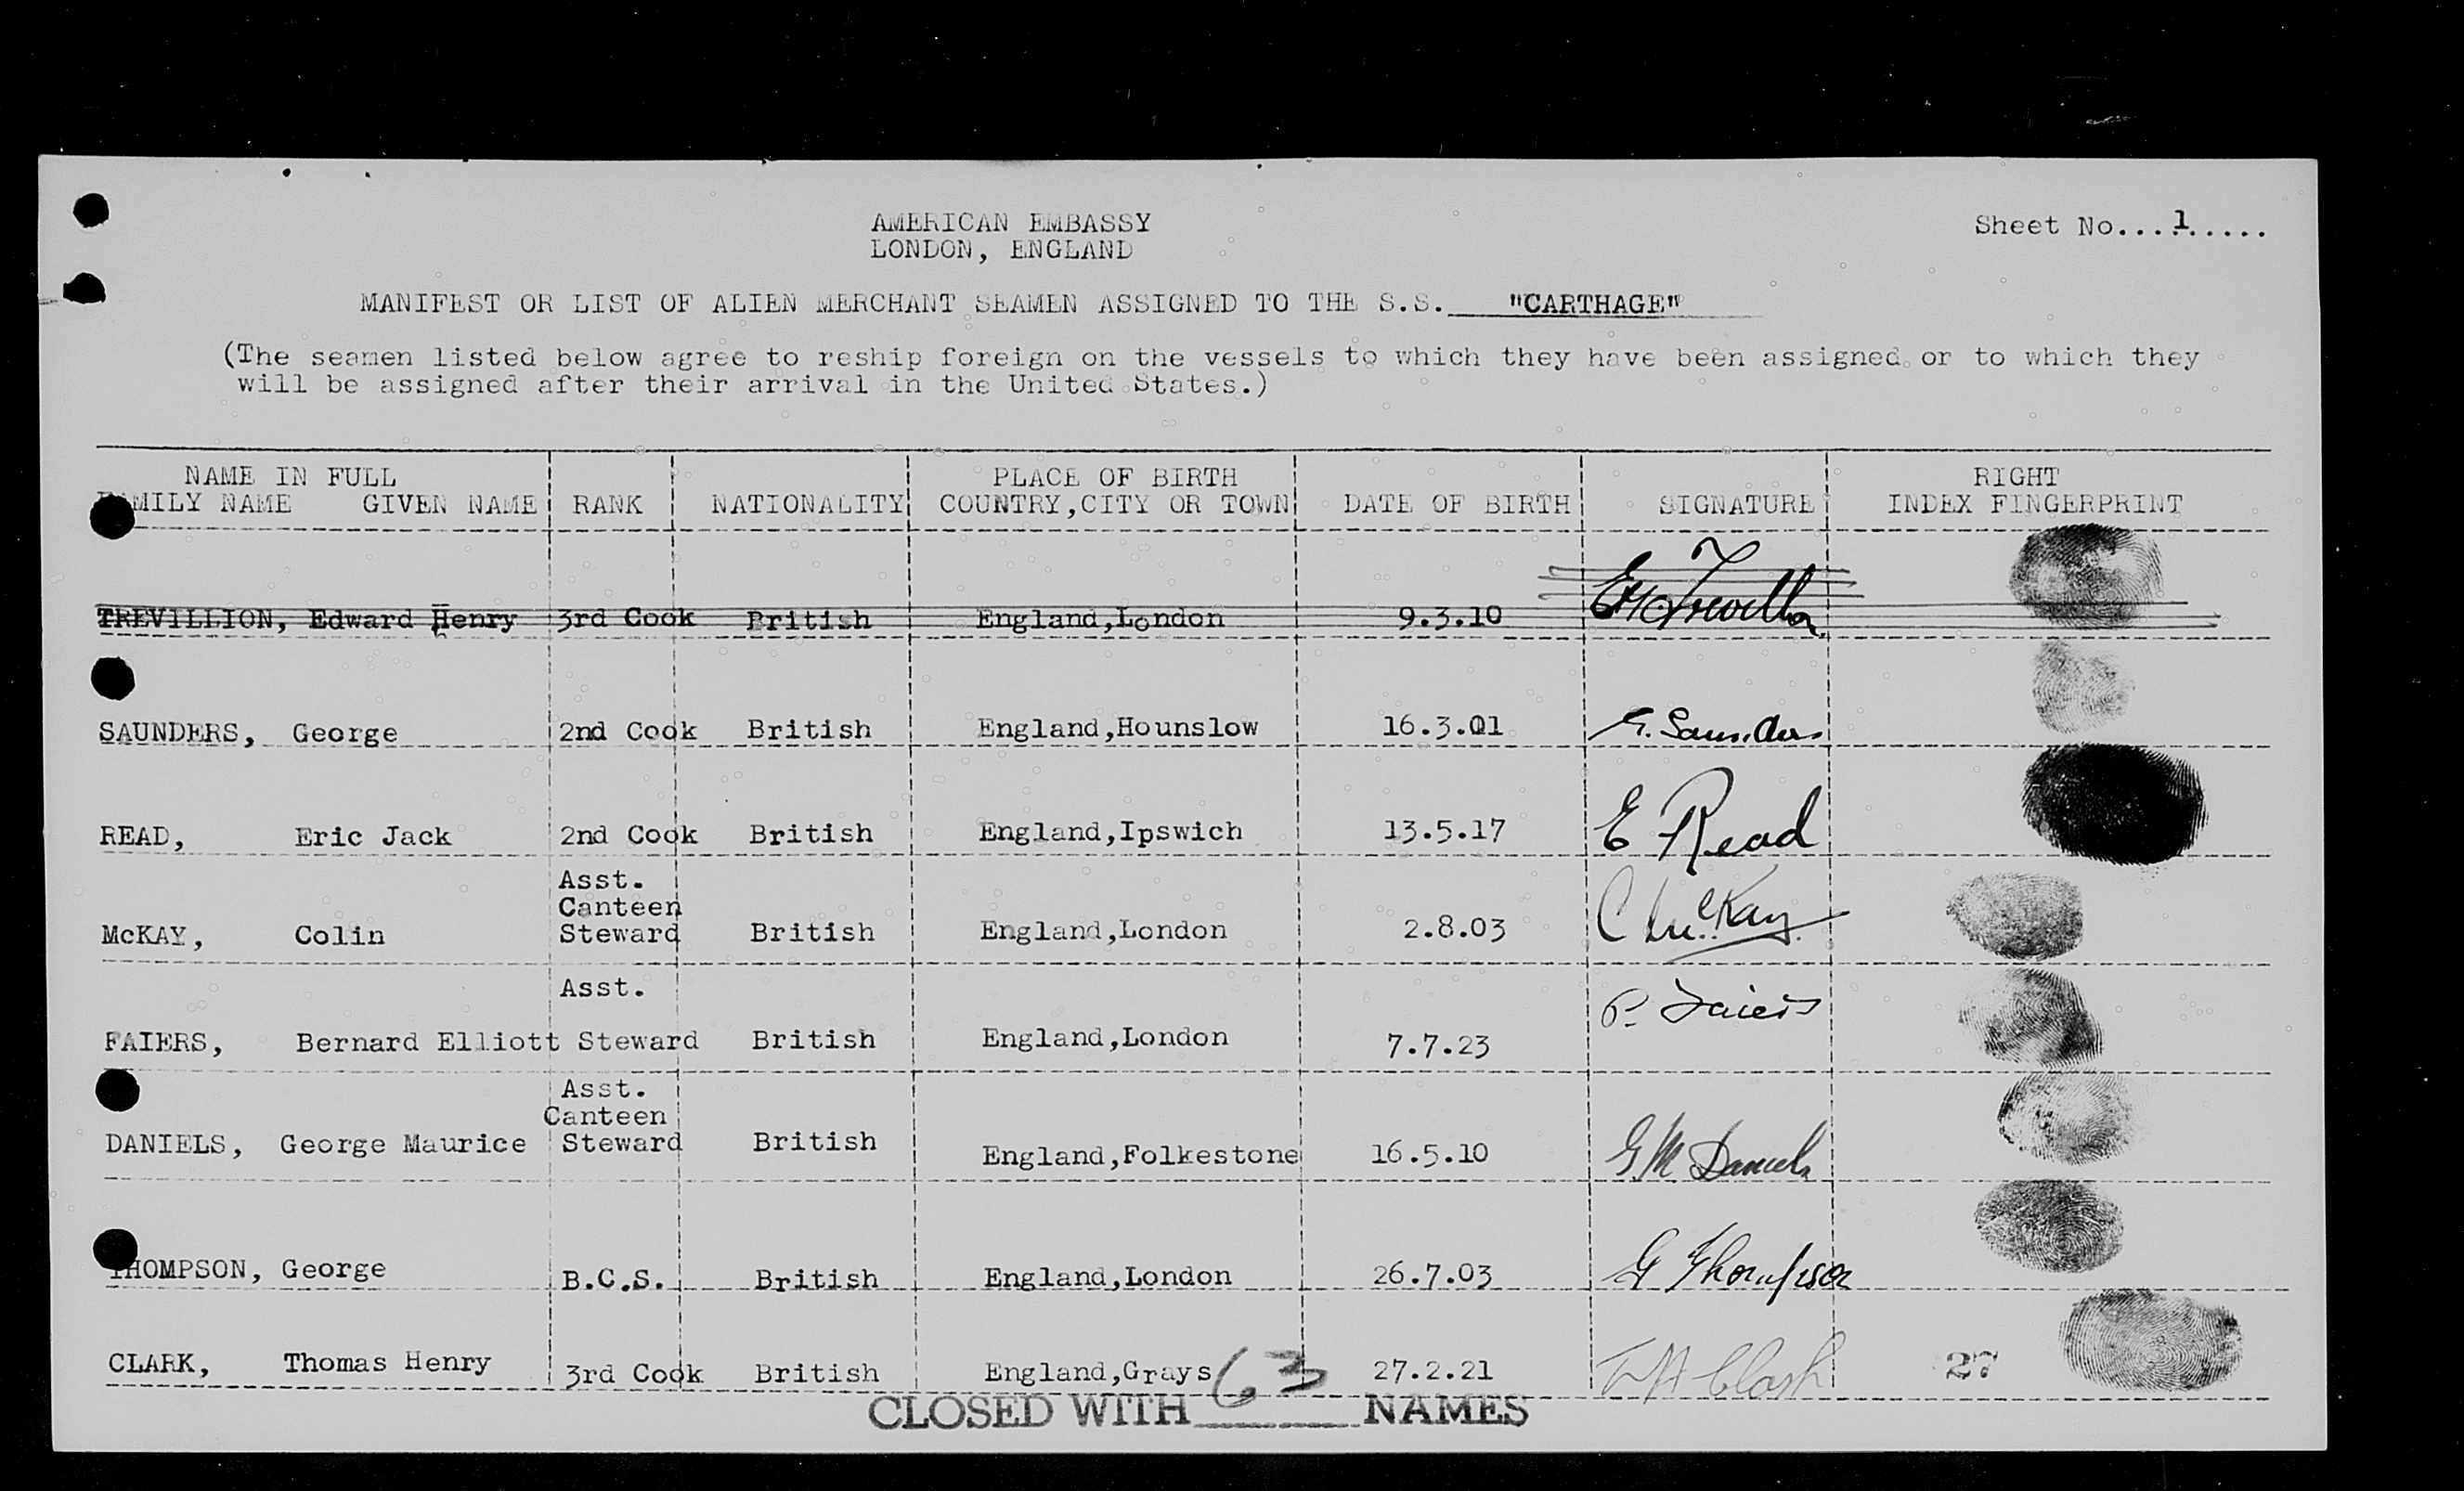 AMERICAN EMBASSY
LONDON, ENGLAND
Sheet No....1.....
MANIFEST OR LIST OF ALIEN MERCHANT SEAMEN ASSIGNED TO THE S.S. "CARTHAGE"
(The seamen listed below agree to reship foreign on the vessels to which they have been assigned or to which they
will be assigned after their arrival in the United States.)
NAME IN FULL PLACE OF BIRTH RIGHT
FAMILY NAME GIVEN NAME RANK NATIONALITY COUNTRY,CITY OR TOWN DATE OF BIRTH SIGNATURE INDEX FINGERPRINT
TREVILLION, Edward Henry 3rd Cook British England,London 9.3.10
SAUNDERS, George 2nd Cook British England,Hounslow 16.3.01 G. Saunders
READ, Eric Jack 2nd Cook British England,Ipswich 13.5.17 E Read
Asst.
Canteen
McKAY, Colin Steward British England,London 2.8.03 C McKay
Asst.
FAIERS, Bernard Elliott Steward British England,London 7.7.23 Faiers
Asst.
Canteen
DANIELS, George Maurice Steward British England,Folkestone 16.5.10 G M Daniels
THOMPSON, George B.C.S. British England,London 26.7.03 G Thompson
CLARK, Thomas Henry 3rd Cook British England,Grays 27.2.21 T H Clark 27
CLOSED WITH 63 NAMES